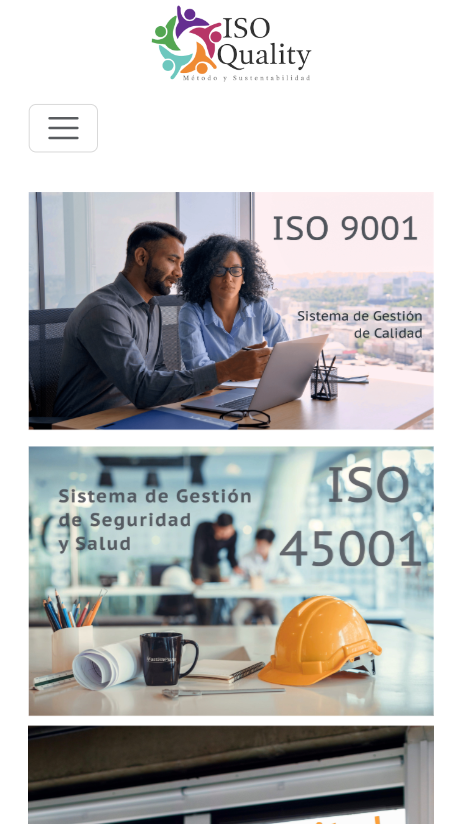 ISO
Quality
Método y Sustentabilidad
ISO 9001
Sistema de Gestión
de Calidad
Sistema de Gestión
de Seguridad
y Salud
ISO
45001